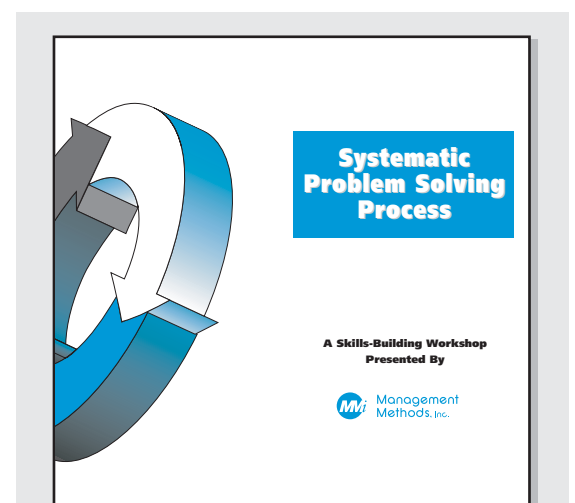 Systematic
Problem Solving
Process
A Skills-Building Workshop
Presented By
MMi Management
Methods, Inc.